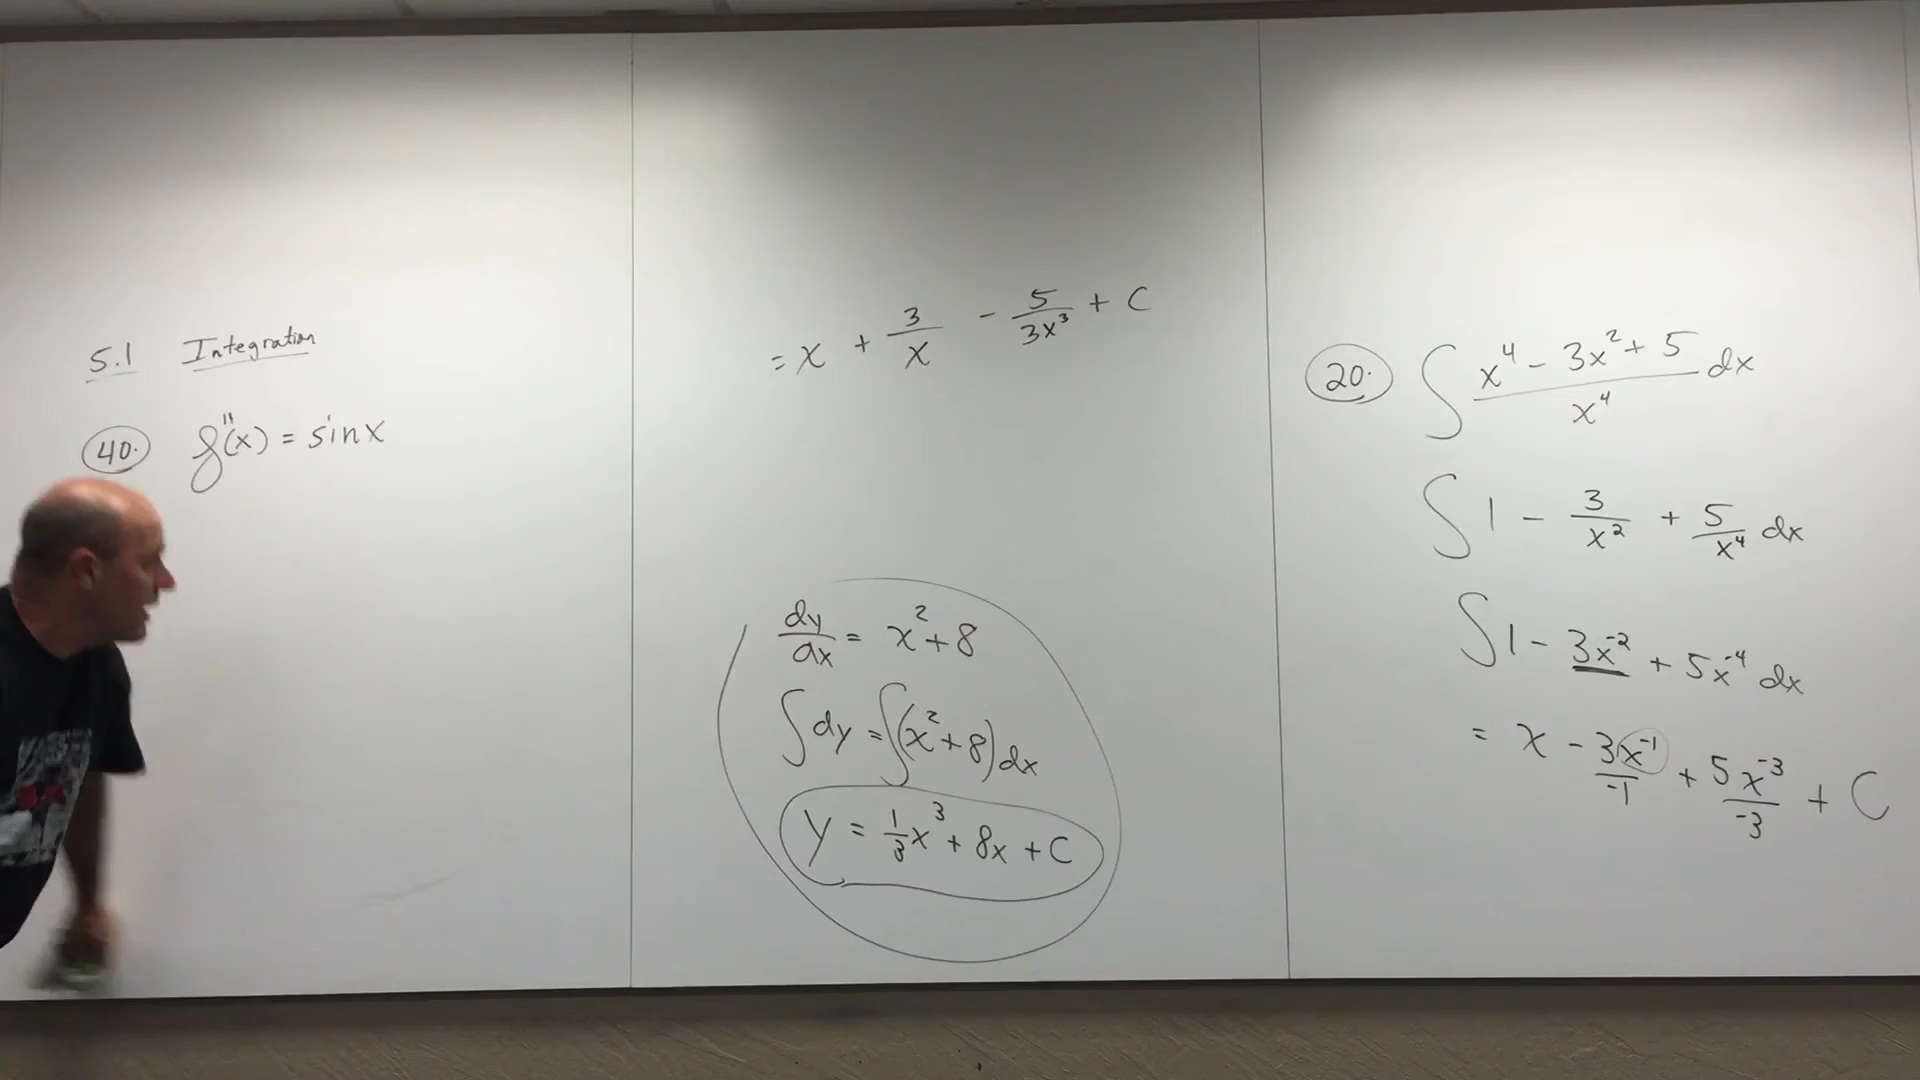 5.1 Integration
40. f''(x) = sin x
= x + 3/x - 5/3x³ + C
dy/dx = x² + 8
∫ dy = ∫(x² + 8) dx
y = 1/3 x³ + 8x + C
20. ∫ x⁴ - 3x² + 5 / x⁴ dx
∫ 1 - 3/x² + 5/x⁴ dx
∫ 1 - 3x⁻² + 5x⁻⁴ dx
= x - 3x⁻¹/-1 + 5x⁻³/-3 + C